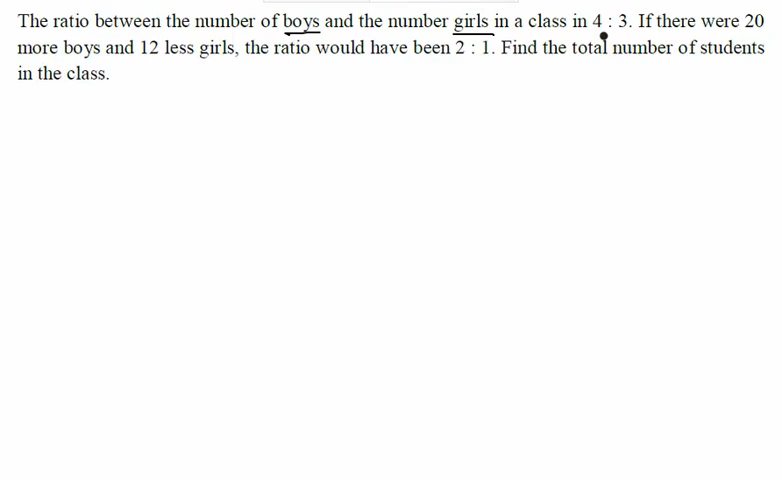 The ratio between the number of boys and the number girls in a class in 4 : 3. If there were 20
more boys and 12 less girls, the ratio would have been 2 : 1. Find the total number of students
in the class.